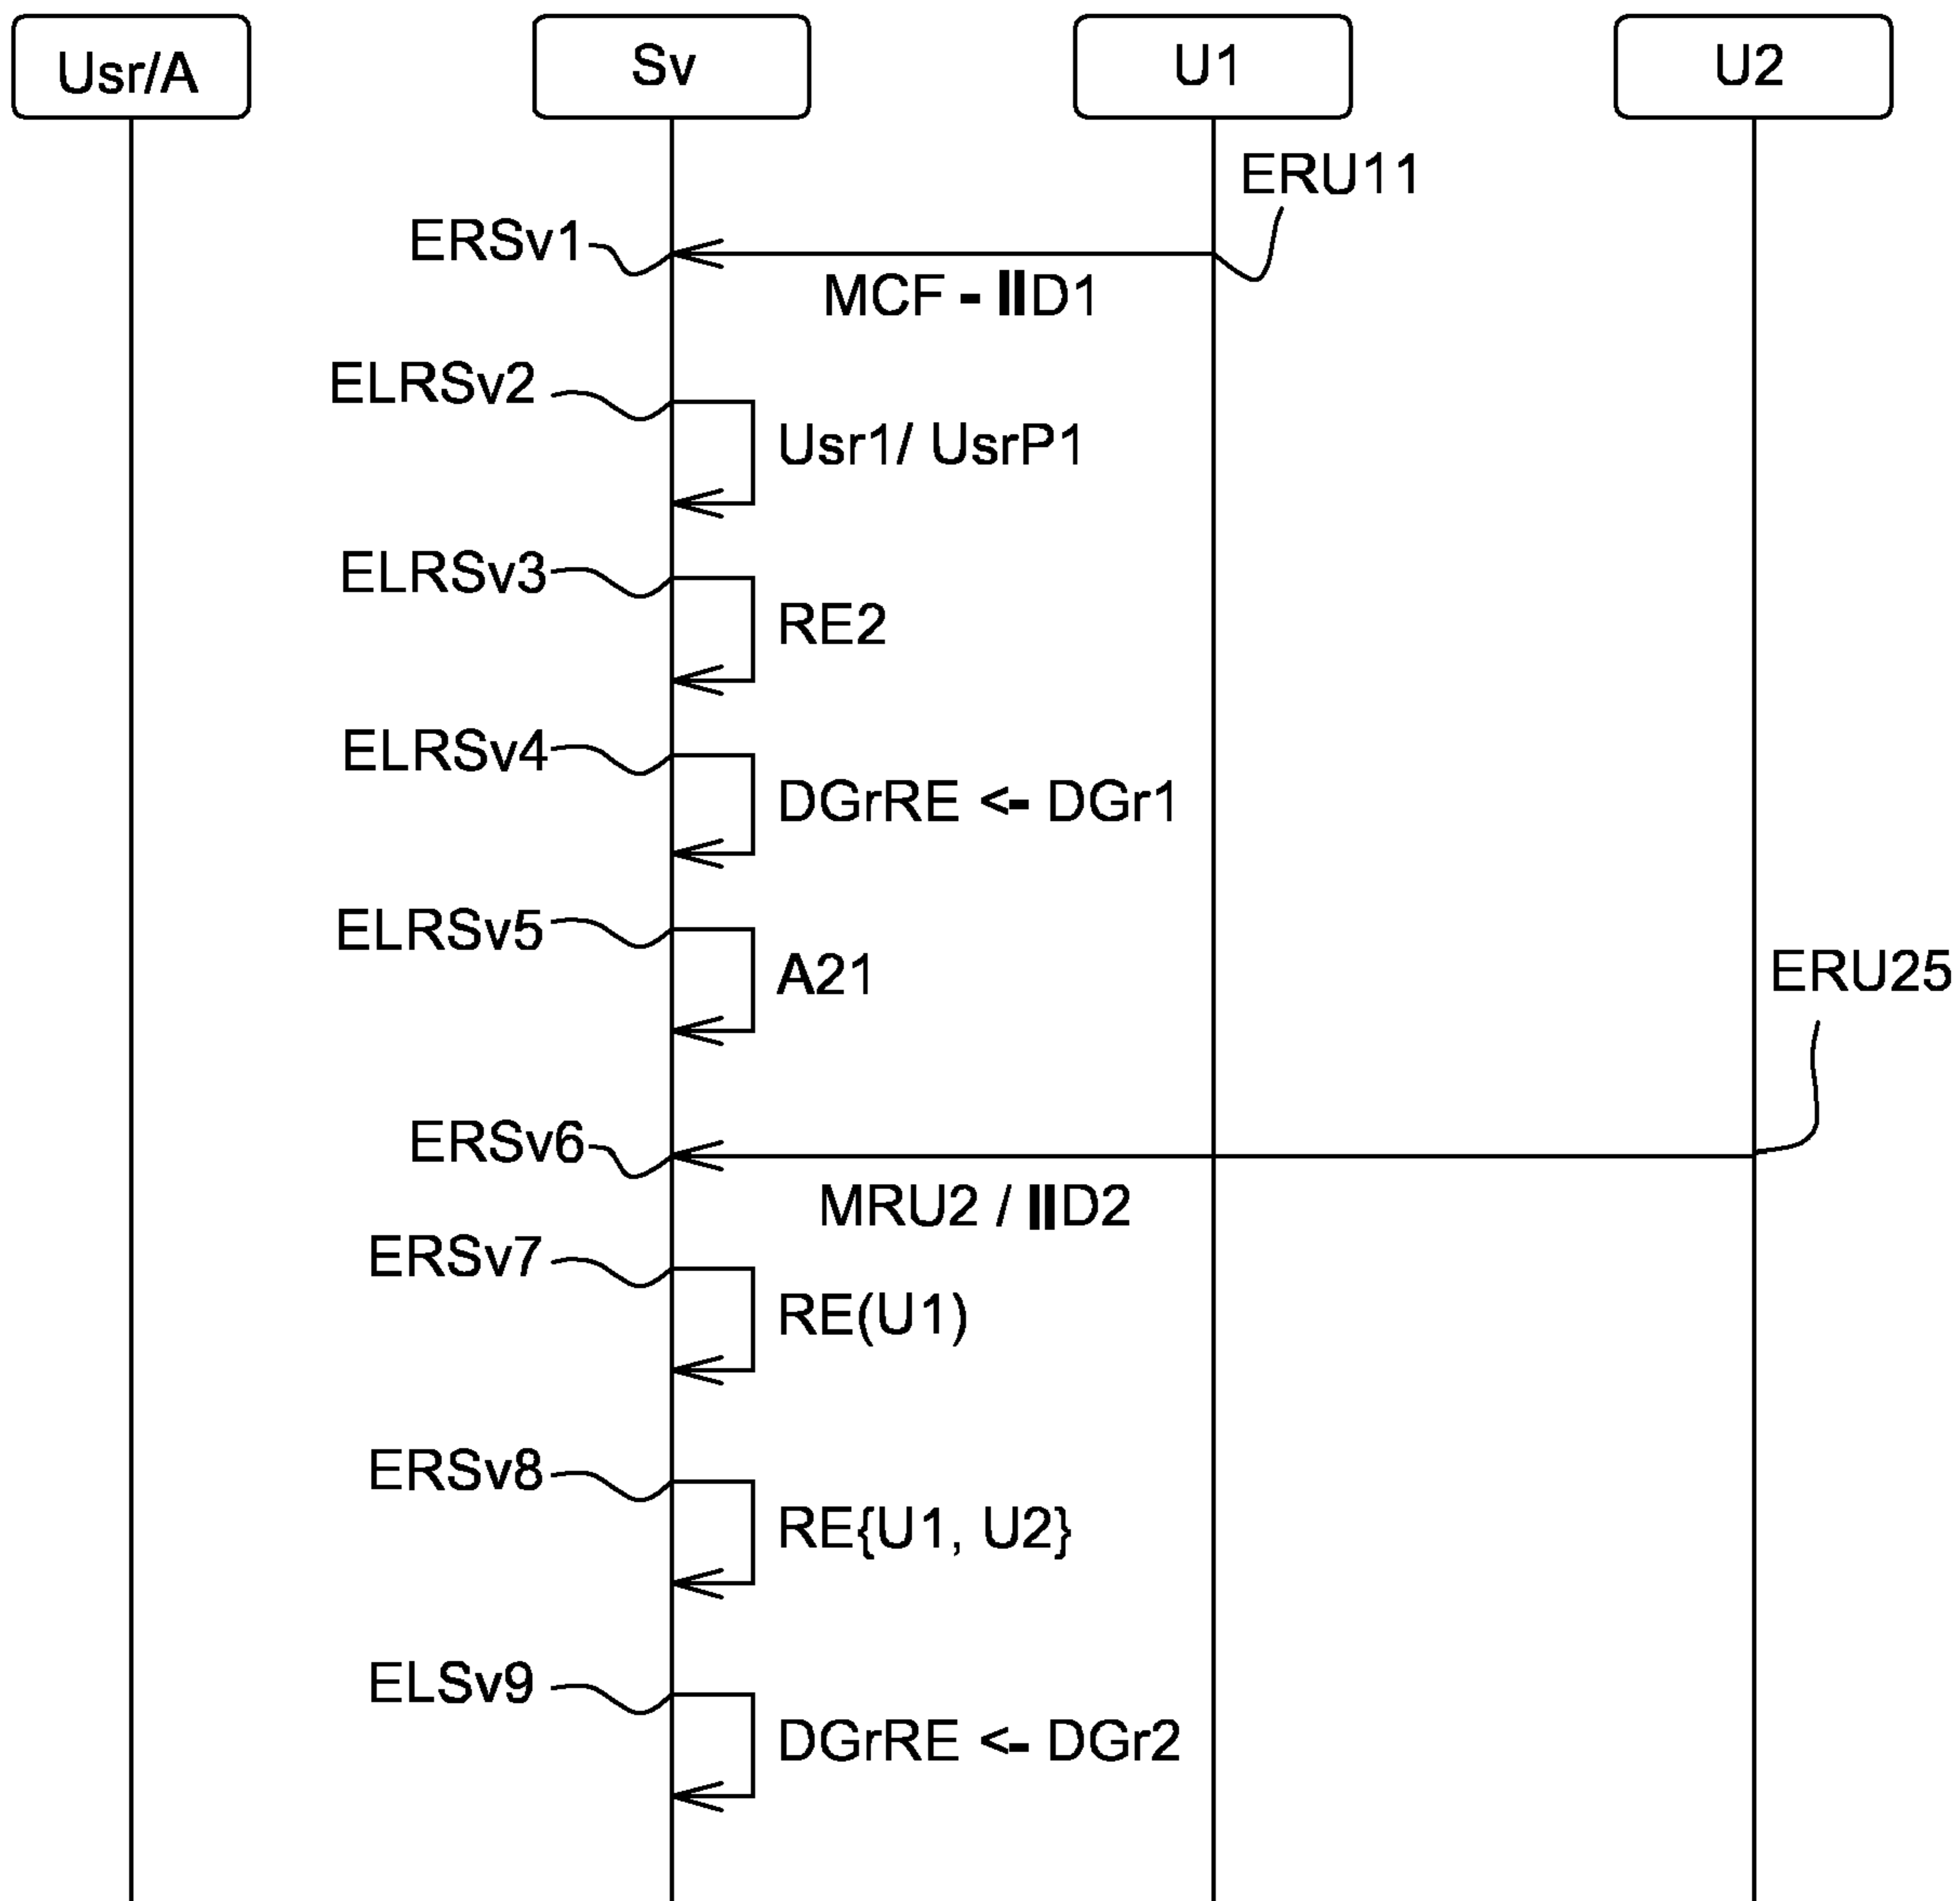 Usr/A
Sv
U1
U2
ERU11
ERSv1
MCF - IID1
ELRSv2
Usr1/ UsrP1
ELRSv3
RE2
ELRSv4
DGrRE <- DGr1
ELRSv5
A21
ERU25
ERSv6
MRU2 / IID2
ERSv7
RE(U1)
ERSv8
RE{U1, U2}
ELSv9
DGrRE <- DGr2